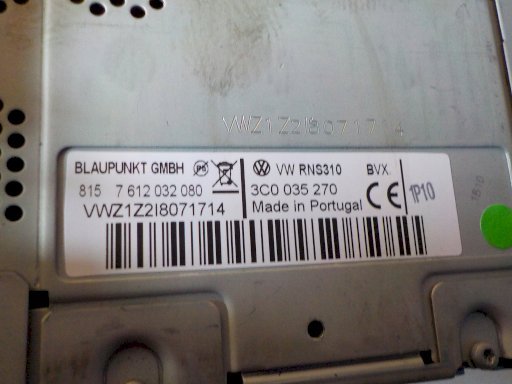 VWZ1Z2I8071714
BLAUPUNKT GMBH
VW RNS310 BVX
815 7 612 032 080
3C0 035 270
CE
1P10
VWZ1Z2I8071714
Made in Portugal